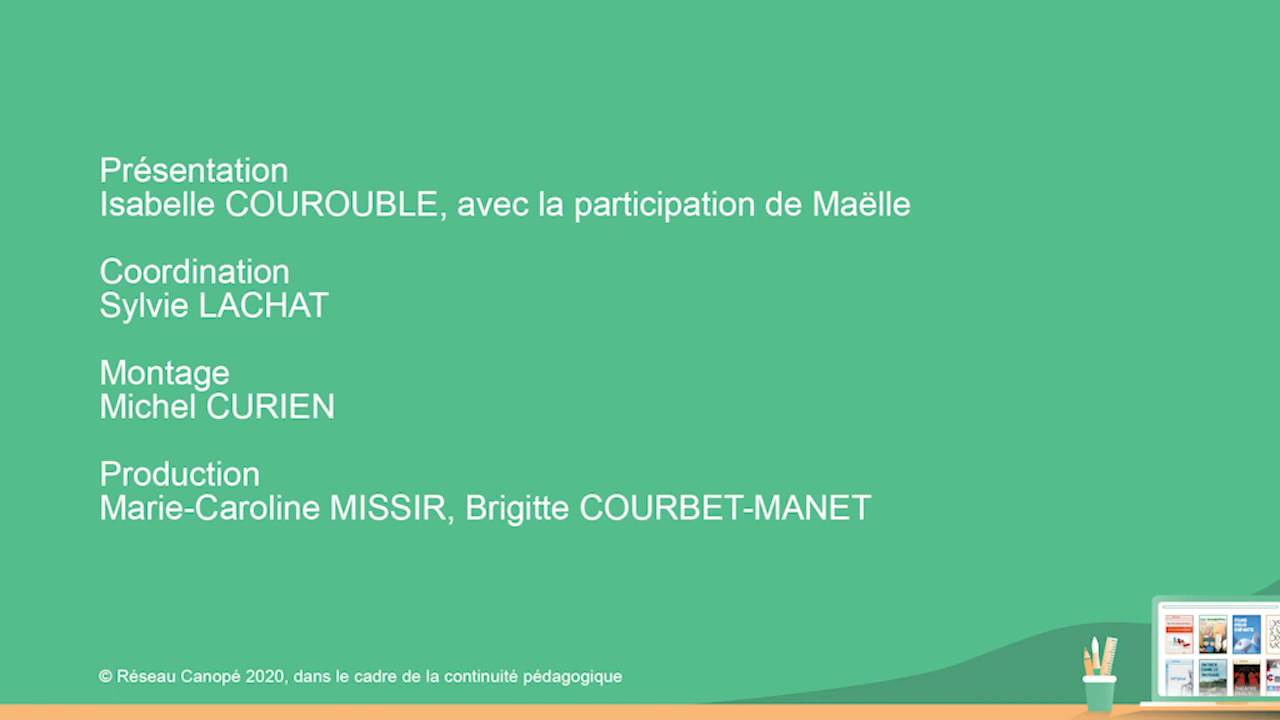 Présentation
Isabelle COUROUBLE, avec la participation de Maëlle
Coordination
Sylvie LACHAT
Montage
Michel CURIEN
Production
Marie-Caroline MISSIR, Brigitte COURBET-MANET
© Réseau Canopé 2020, dans le cadre de la continuité pédagogique